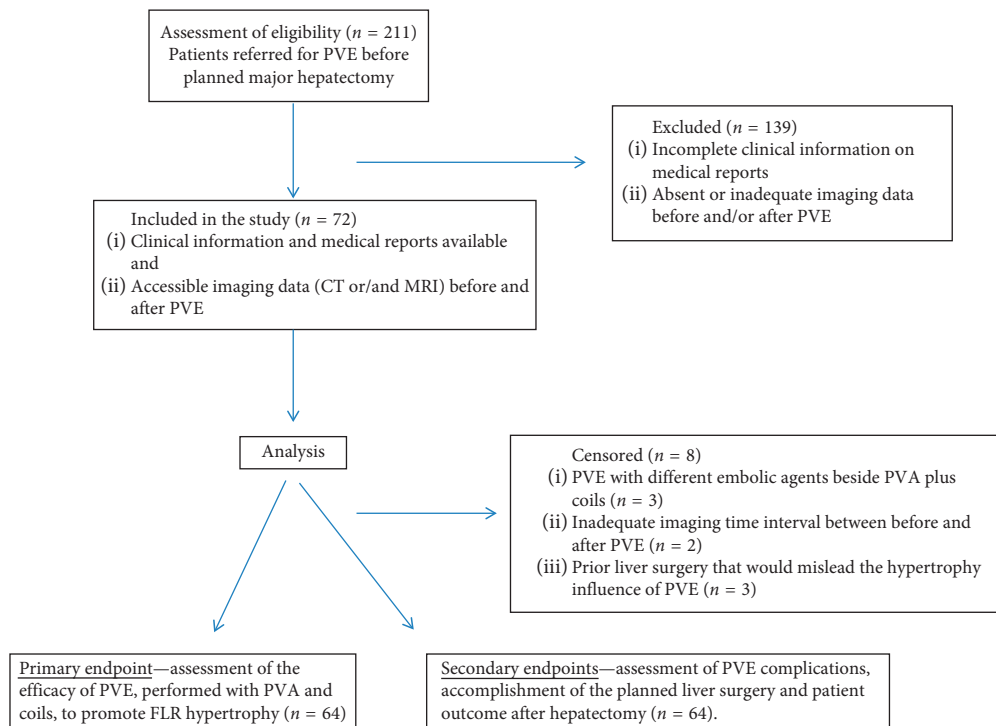 Assessment of eligibility (n = 211)
Patients referred for PVE before
planned major hepatectomy
Excluded (n = 139)
(i) Incomplete clinical information on
medical reports
(ii) Absent or inadequate imaging data
before and/or after PVE
Included in the study (n = 72)
(i) Clinical information and medical reports available
and
(ii) Accessible imaging data (CT or/and MRI) before and
after PVE
Analysis
Censored (n = 8)
(i) PVE with different embolic agents beside PVA plus
coils (n = 3)
(ii) Inadequate imaging time interval between before and
after PVE (n = 2)
(iii) Prior liver surgery that would mislead the hypertrophy
influence of PVE (n = 3)
Primary endpoint—assessment of the
efficacy of PVE, performed with PVA and
coils, to promote FLR hypertrophy (n = 64)
Secondary endpoints—assessment of PVE complications,
accomplishment of the planned liver surgery and patient
outcome after hepatectomy (n = 64).